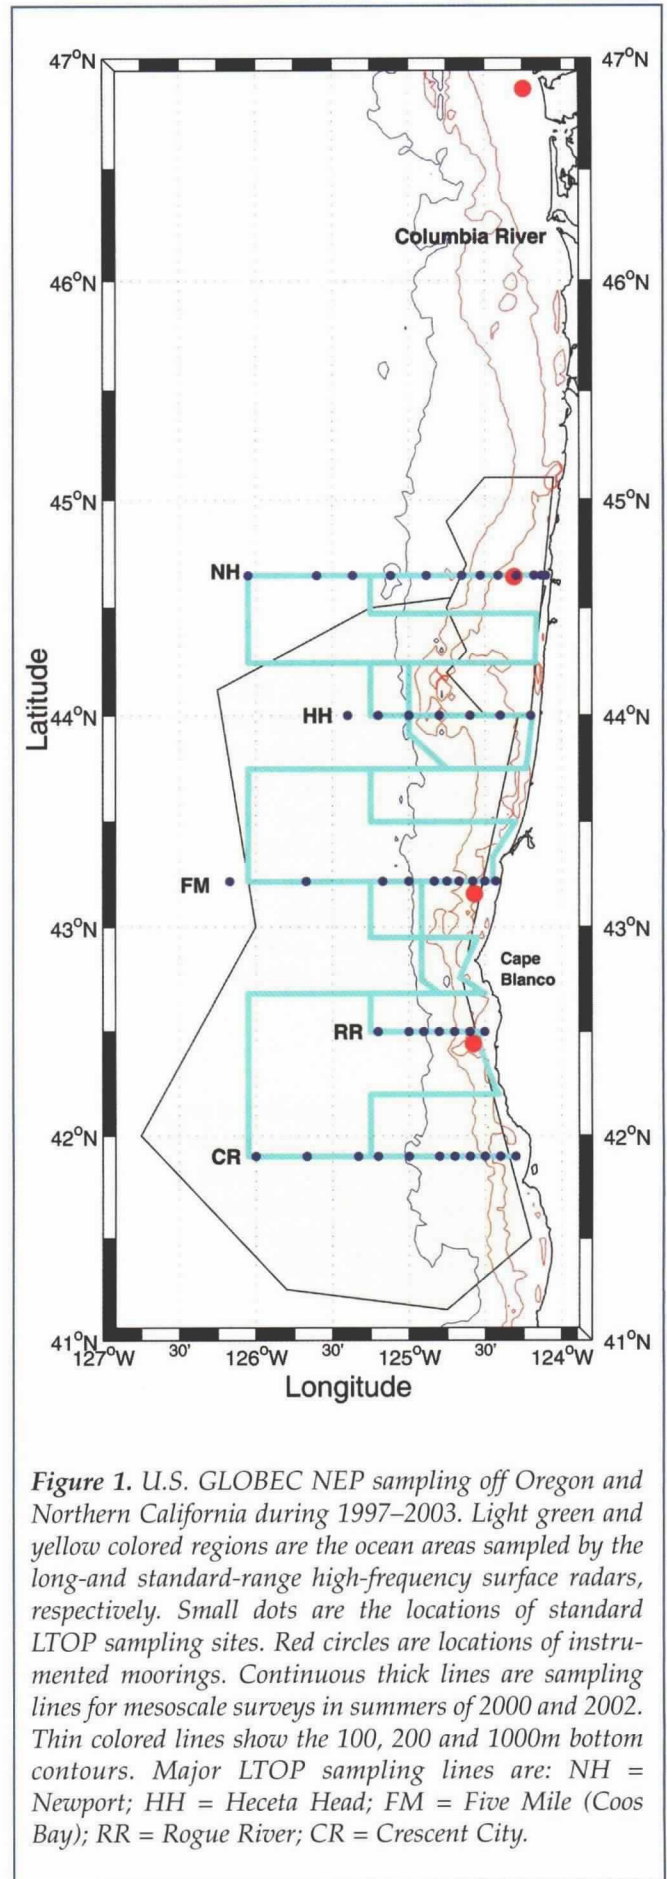 47°N 47°N
Columbia River
46°N 46°N
45°N 45°N
NH
Latitude
44°N HH 44°N
FM
43°N 43°N
Cape
Blanco
RR
42°N 42°N
CR
41°N 41°N
127°W 30' 126°W 30' 125°W 30' 124°W
Longitude
Figure 1. U.S. GLOBEC NEP sampling off Oregon and
Northern California during 1997–2003. Light green and
yellow colored regions are the ocean areas sampled by the
long-and standard-range high-frequency surface radars,
respectively. Small dots are the locations of standard
LTOP sampling sites. Red circles are locations of instru-
mented moorings. Continuous thick lines are sampling
lines for mesoscale surveys in summers of 2000 and 2002.
Thin colored lines show the 100, 200 and 1000m bottom
contours. Major LTOP sampling lines are: NH =
Newport; HH = Heceta Head; FM = Five Mile (Coos
Bay); RR = Rogue River; CR = Crescent City.